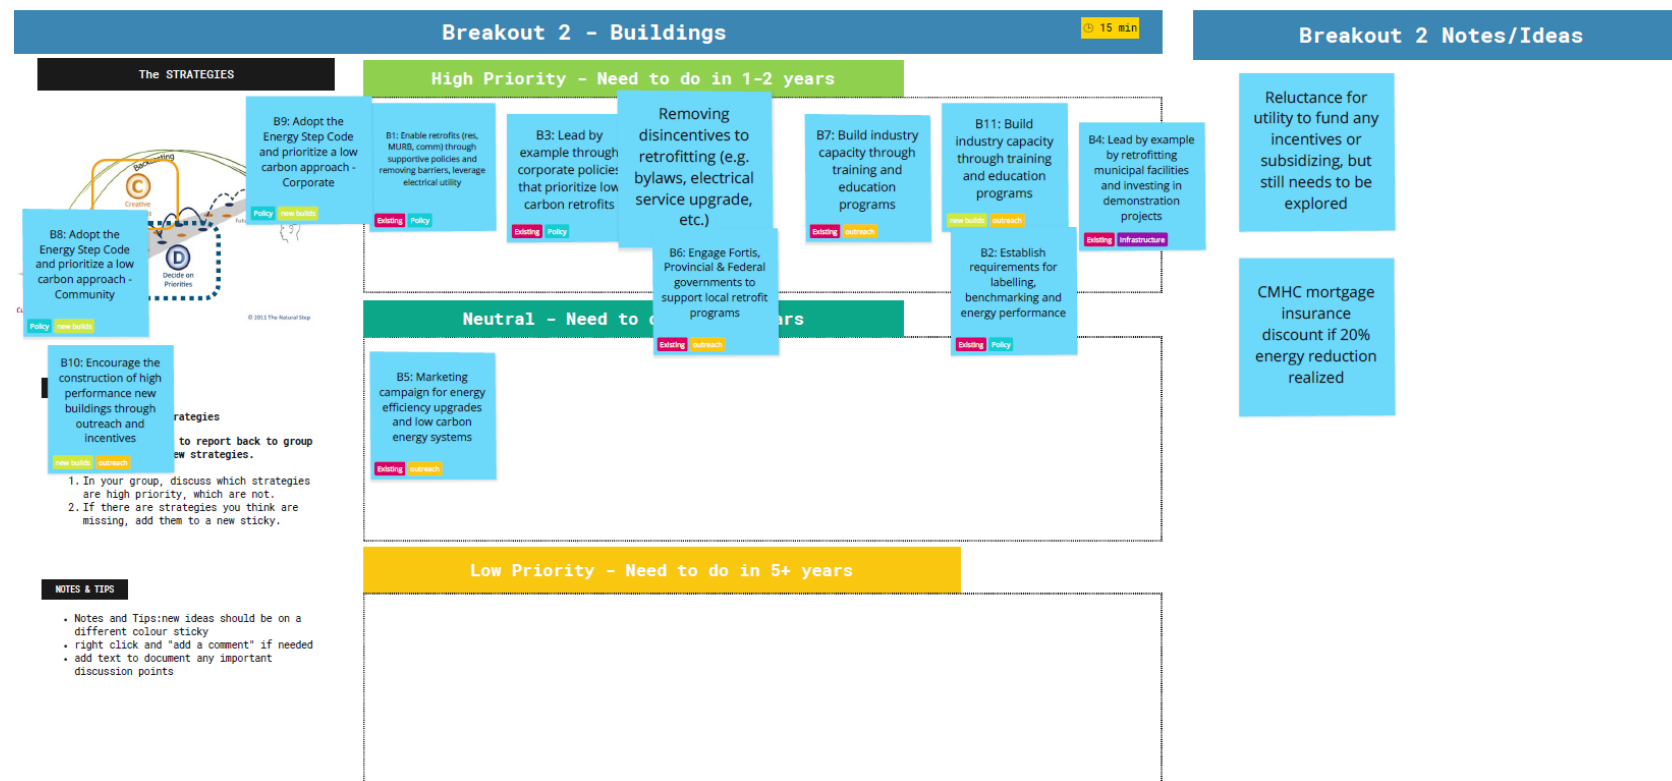 Breakout 2 - Buildings
15 min
Breakout 2 Notes/Ideas
The STRATEGIES
High Priority - Need to do in 1-2 years
B9: Adopt the
Energy Step Code
and prioritize a low
carbon approach -
Corporate
Policy
new builds
B1: Enable retrofits (res,
MURB, comm) through
supportive policies and
removing barriers, leverage
electrical utility
Existing
Policy
B3: Lead by
example through
corporate policies
that prioritize low
carbon retrofits
Existing
Policy
Removing
disincentives to
retrofitting (e.g.
bylaws, electrical
service upgrade,
etc.)
B7: Build industry
capacity through
training and
education
programs
Existing
outreach
B11: Build
industry capacity
through training
and education
programs
new builds
outreach
B4: Lead by example
by retrofitting
municipal facilities
and investing in
demonstration
projects
Existing
Infrastructure
Reluctance for
utility to fund any
incentives or
subsidizing, but
still needs to be
explored
Backcasting
C
Creative
D
Decide on
Priorities
© 2011 The Natural Step
B8: Adopt the
Energy Step Code
and prioritize a low
carbon approach -
Community
Policy
new builds
B6: Engage Fortis,
Provincial & Federal
governments to
support local retrofit
programs
Existing
outreach
B2: Establish
requirements for
labelling,
benchmarking and
energy performance
Existing
Policy
CMHC mortgage
insurance
discount if 20%
energy reduction
realized
Neutral - Need to
B10: Encourage the
construction of high
performance new
buildings through
outreach and
incentives
new builds
outreach
B5: Marketing
campaign for energy
efficiency upgrades
and low carbon
energy systems
Existing
outreach
to report back to group
strategies.
1. In your group, discuss which strategies
are high priority, which are not.
2. If there are strategies you think are
missing, add them to a new sticky.
Low Priority - Need to do in 5+ years
NOTES & TIPS
• Notes and Tips:new ideas should be on a
different colour sticky
• right click and "add a comment" if needed
• add text to document any important
discussion points